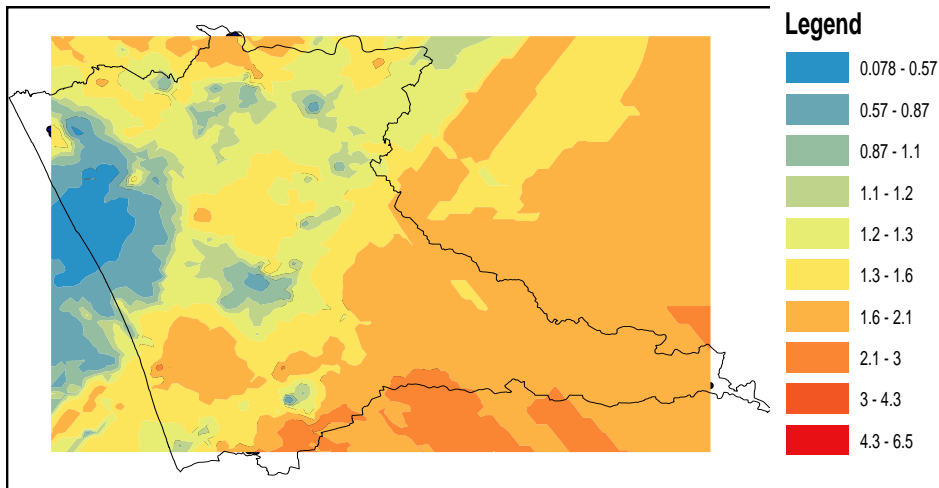 Legend
0.078 - 0.57
0.57 - 0.87
0.87 - 1.1
1.1 - 1.2
1.2 - 1.3
1.3 - 1.6
1.6 - 2.1
2.1 - 3
3 - 4.3
4.3 - 6.5